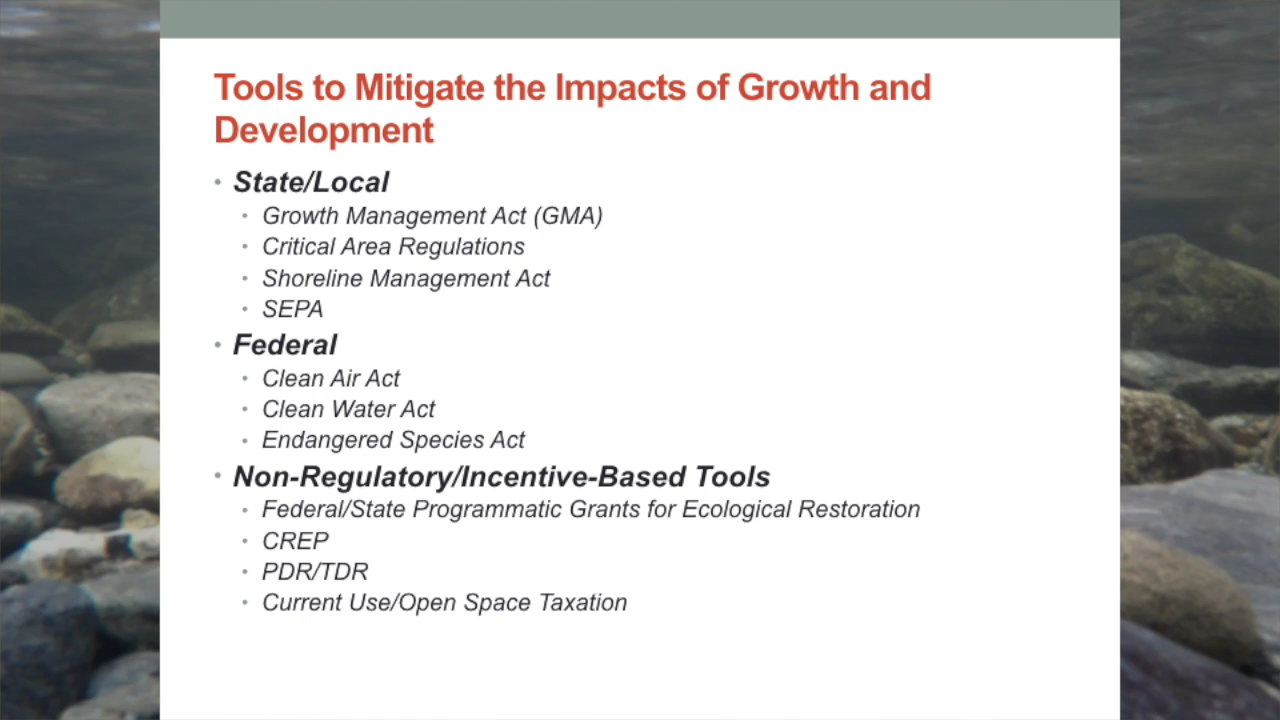 Tools to Mitigate the Impacts of Growth and
Development
• State/Local
• Growth Management Act (GMA)
• Critical Area Regulations
• Shoreline Management Act
• SEPA
• Federal
• Clean Air Act
• Clean Water Act
• Endangered Species Act
• Non-Regulatory/Incentive-Based Tools
• Federal/State Programmatic Grants for Ecological Restoration
• CREP
• PDR/TDR
• Current Use/Open Space Taxation